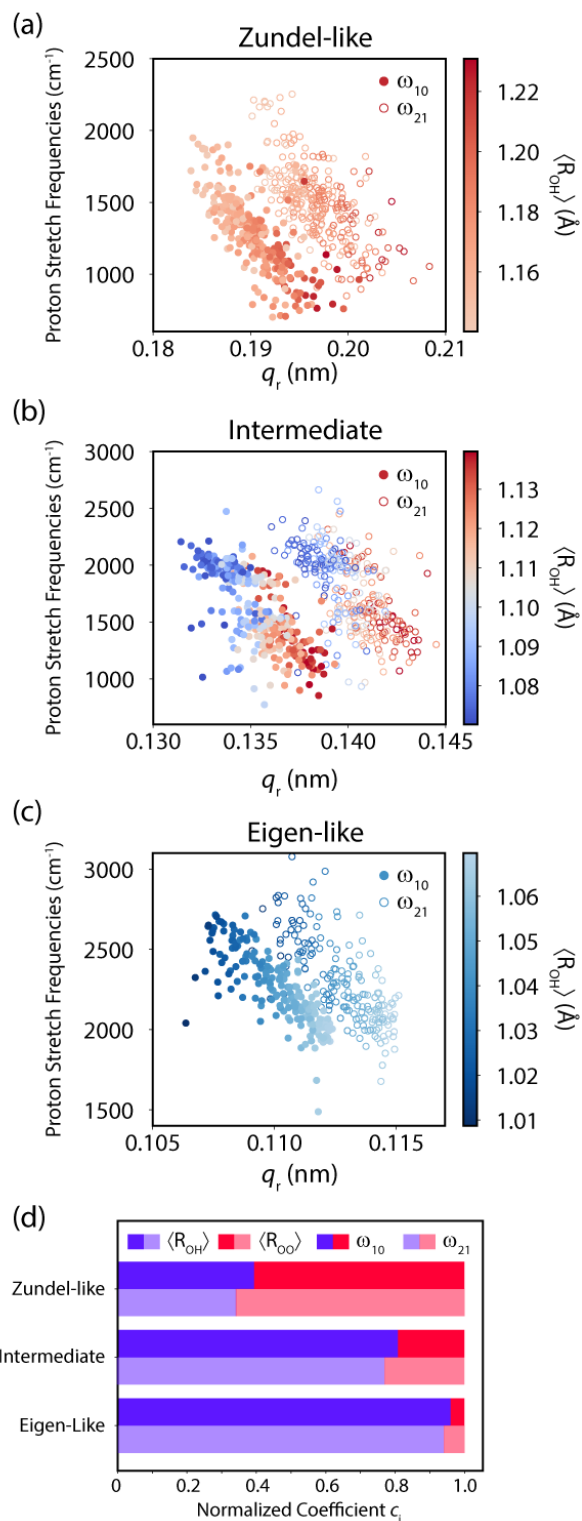 (a)
Zundel-like
2500
2000
1500
1000
Proton Stretch Frequencies (cm⁻¹)
ω₁₀
ω₂₁
0.18 0.19 0.20 0.21
qᵣ (nm)
1.22
1.20
1.18
1.16
⟨R_OH⟩ (Å)
(b)
Intermediate
3000
2500
2000
1500
1000
Proton Stretch Frequencies (cm⁻¹)
ω₁₀
ω₂₁
0.130 0.135 0.140 0.145
qᵣ (nm)
1.13
1.12
1.11
1.10
1.09
1.08
⟨R_OH⟩ (Å)
(c)
Eigen-like
3000
2500
2000
1500
Proton Stretch Frequencies (cm⁻¹)
ω₁₀
ω₂₁
0.105 0.110 0.115
qᵣ (nm)
1.06
1.05
1.04
1.03
1.02
1.01
⟨R_OH⟩ (Å)
(d)
⟨R_OH⟩ ⟨R_OO⟩ ω₁₀ ω₂₁
Zundel-like
Intermediate
Eigen-Like
0 0.2 0.4 0.6 0.8 1.0
Normalized Coefficient cᵢ